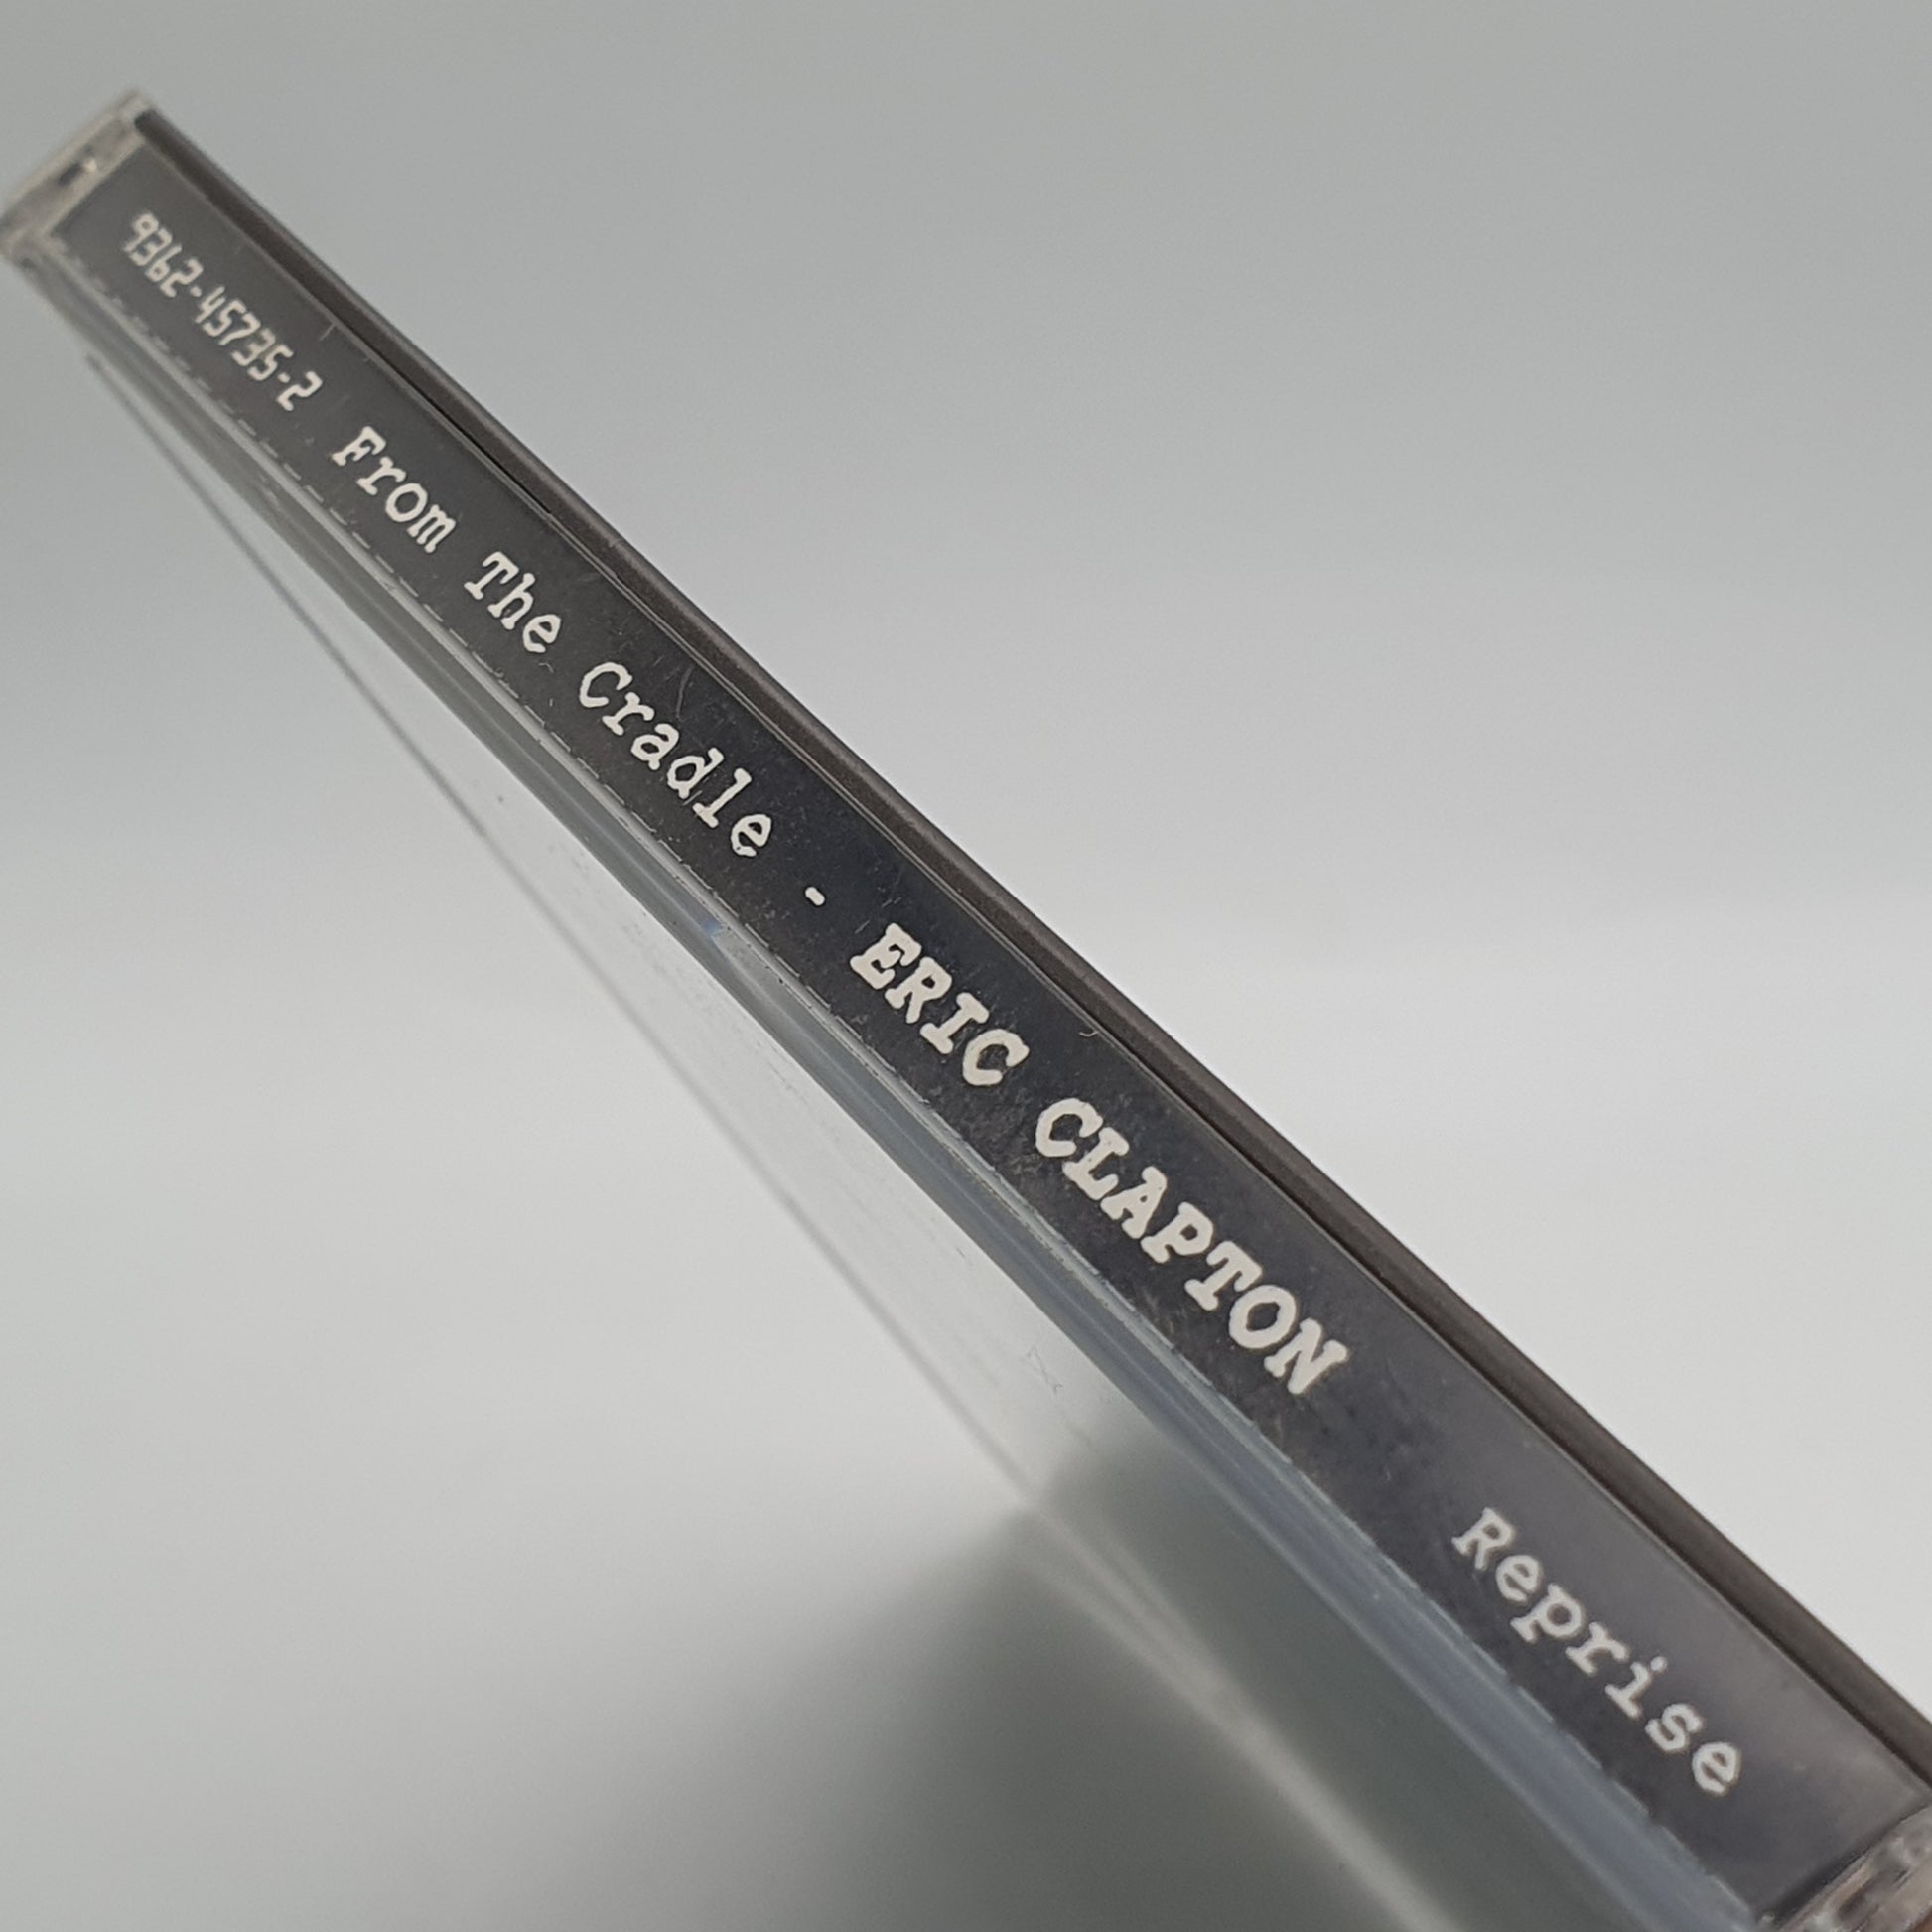 9362-45735-2 From The Cradle - ERIC CLAPTON Reprise